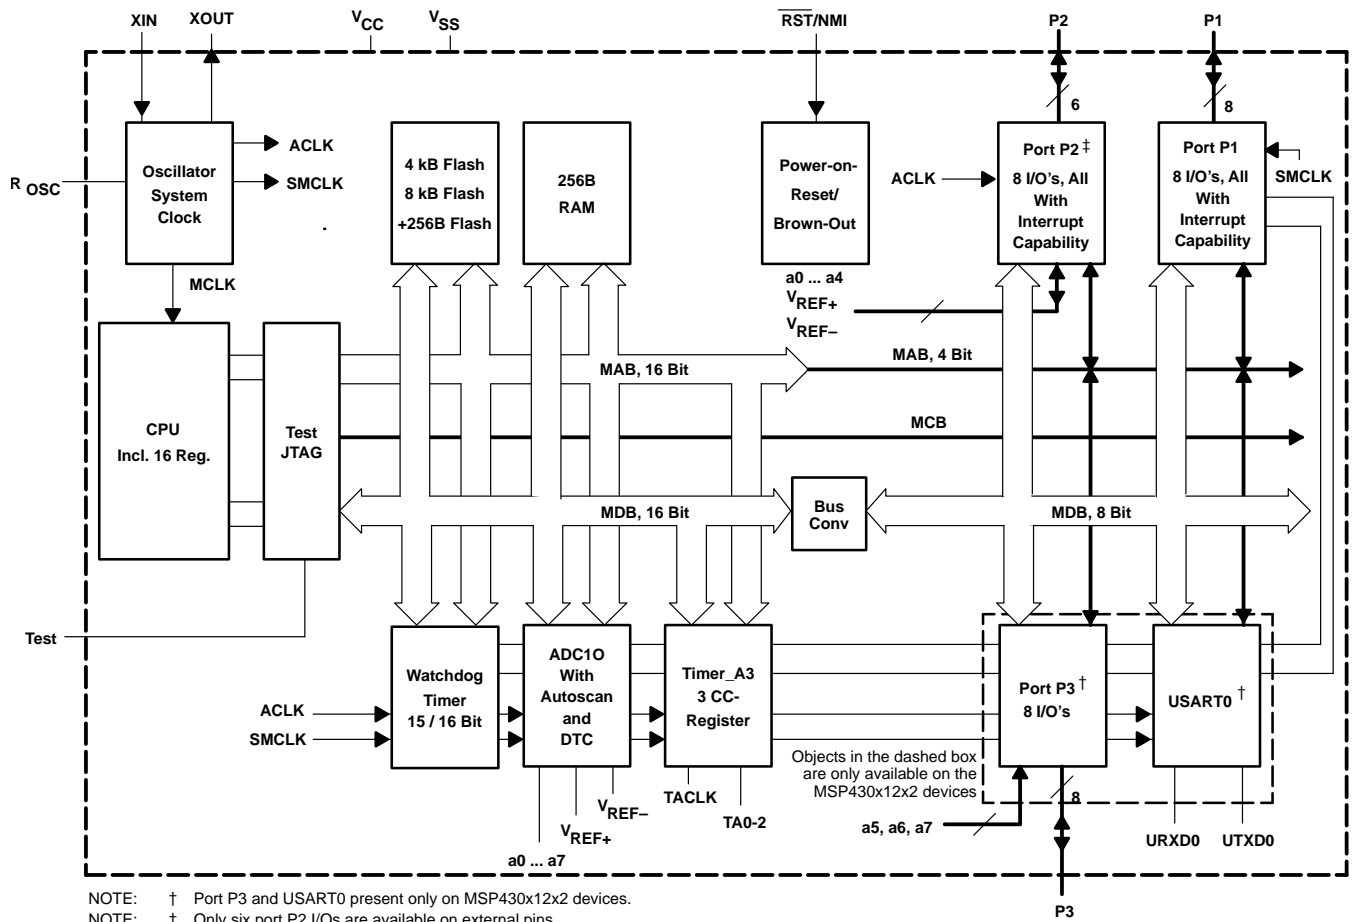 XIN
XOUT
VCC
VSS
RST/NMI
P2
P1
6
8
Oscillator
System
Clock
ACLK
SMCLK
ROSC
MCLK
4 kB Flash
8 kB Flash
+256B Flash
256B
RAM
Power-on-
Reset/
Brown-Out
ACLK
Port P2 ‡
8 I/O's, All
With
Interrupt
Capability
Port P1
8 I/O's, All
With
Interrupt
Capability
SMCLK
a0 ... a4
VREF+
VREF–
CPU
Incl. 16 Reg.
Test
JTAG
MAB, 16 Bit
MAB, 4 Bit
MCB
MDB, 16 Bit
Bus
Conv
MDB, 8 Bit
Test
ACLK
SMCLK
Watchdog
Timer
15 / 16 Bit
ADC1O
With
Autoscan
and
DTC
Timer_A3
3 CC-
Register
Port P3 †
8 I/O's
USART0 †
Objects in the dashed box
are only available on the
MSP430x12x2 devices
8
a0 ... a7
VREF+
VREF–
TACLK
TA0-2
a5, a6, a7
URXD0
UTXD0
P3
NOTE: † Port P3 and USART0 present only on MSP430x12x2 devices.
NOTE: † Only six port P2 I/Os are available on external pins